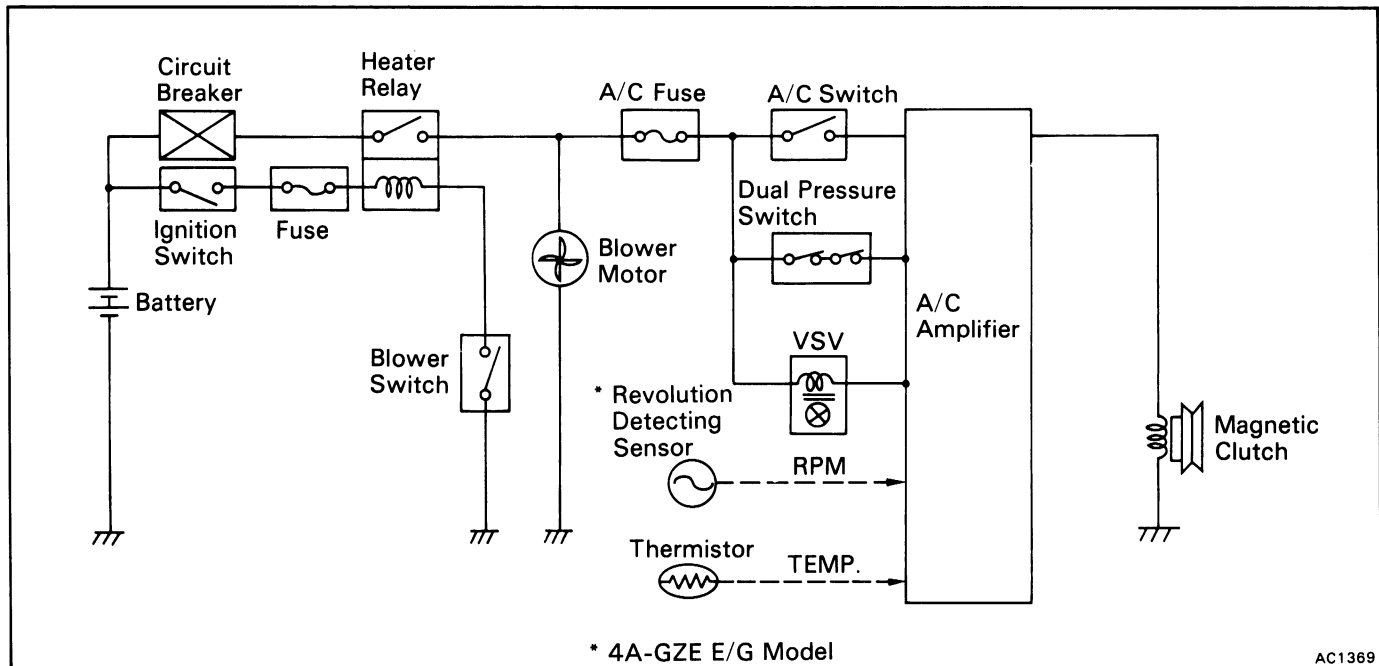 Circuit
Breaker
Heater
Relay
A/C Fuse
A/C Switch
Ignition
Switch
Fuse
Dual Pressure
Switch
Blower
Motor
Battery
A/C
Amplifier
Blower
Switch
VSV
* Revolution
Detecting
Sensor
RPM
Magnetic
Clutch
Thermistor
TEMP.
* 4A-GZE E/G Model
AC1369